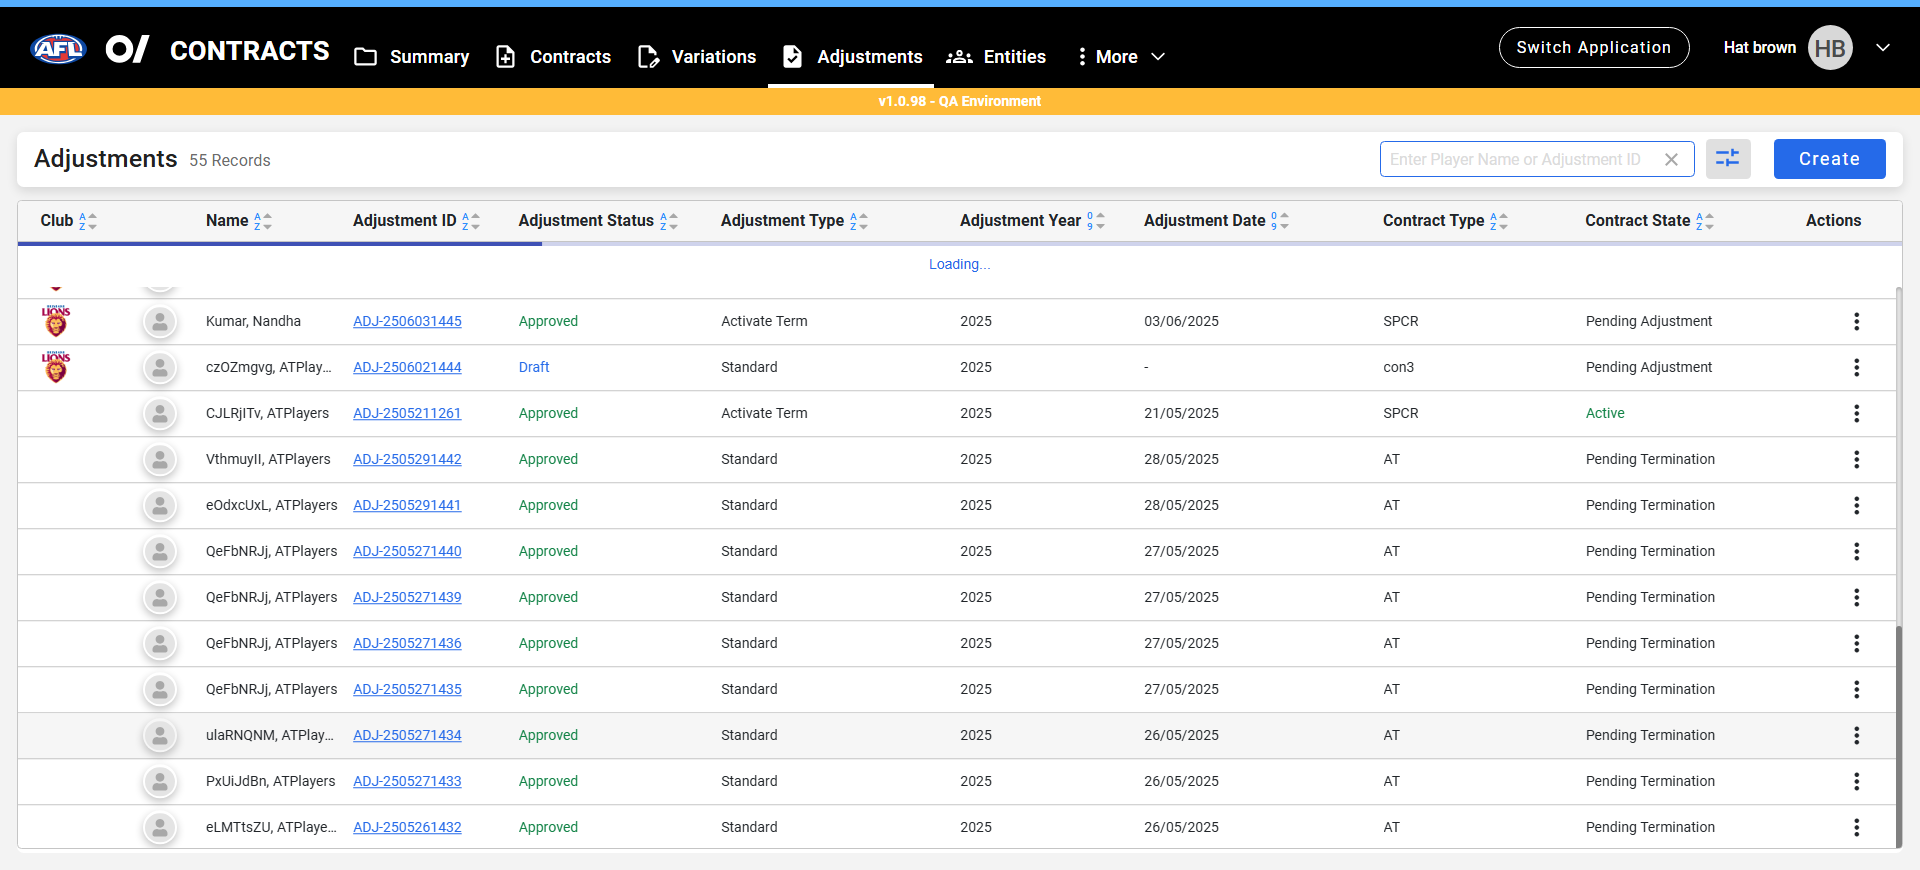 AFL CONTRACTS Summary Contracts Variations Adjustments Entities More Switch Application Hat brown HB
v1.0.98 - QA Environment
Adjustments 55 Records Enter Player Name or Adjustment ID Create
Club Name Adjustment ID Adjustment Status Adjustment Type Adjustment Year Adjustment Date Contract Type Contract State Actions
Loading...
LIONS Kumar, Nandha ADJ-2506031445 Approved Activate Term 2025 03/06/2025 SPCR Pending Adjustment
LIONS czOZmgvg, ATPlay... ADJ-2506021444 Draft Standard 2025 - con3 Pending Adjustment
CJLRjITv, ATPlayers ADJ-2505211261 Approved Activate Term 2025 21/05/2025 SPCR Active
VthmuyII, ATPlayers ADJ-2505291442 Approved Standard 2025 28/05/2025 AT Pending Termination
eOdxcUxL, ATPlayers ADJ-2505291441 Approved Standard 2025 28/05/2025 AT Pending Termination
QeFbNRJj, ATPlayers ADJ-2505271440 Approved Standard 2025 27/05/2025 AT Pending Termination
QeFbNRJj, ATPlayers ADJ-2505271439 Approved Standard 2025 27/05/2025 AT Pending Termination
QeFbNRJj, ATPlayers ADJ-2505271436 Approved Standard 2025 27/05/2025 AT Pending Termination
QeFbNRJj, ATPlayers ADJ-2505271435 Approved Standard 2025 27/05/2025 AT Pending Termination
ulaRNQNM, ATPlay... ADJ-2505271434 Approved Standard 2025 26/05/2025 AT Pending Termination
PxUiJdBn, ATPlayers ADJ-2505271433 Approved Standard 2025 26/05/2025 AT Pending Termination
eLMTtsZU, ATPlaye... ADJ-2505261432 Approved Standard 2025 26/05/2025 AT Pending Termination